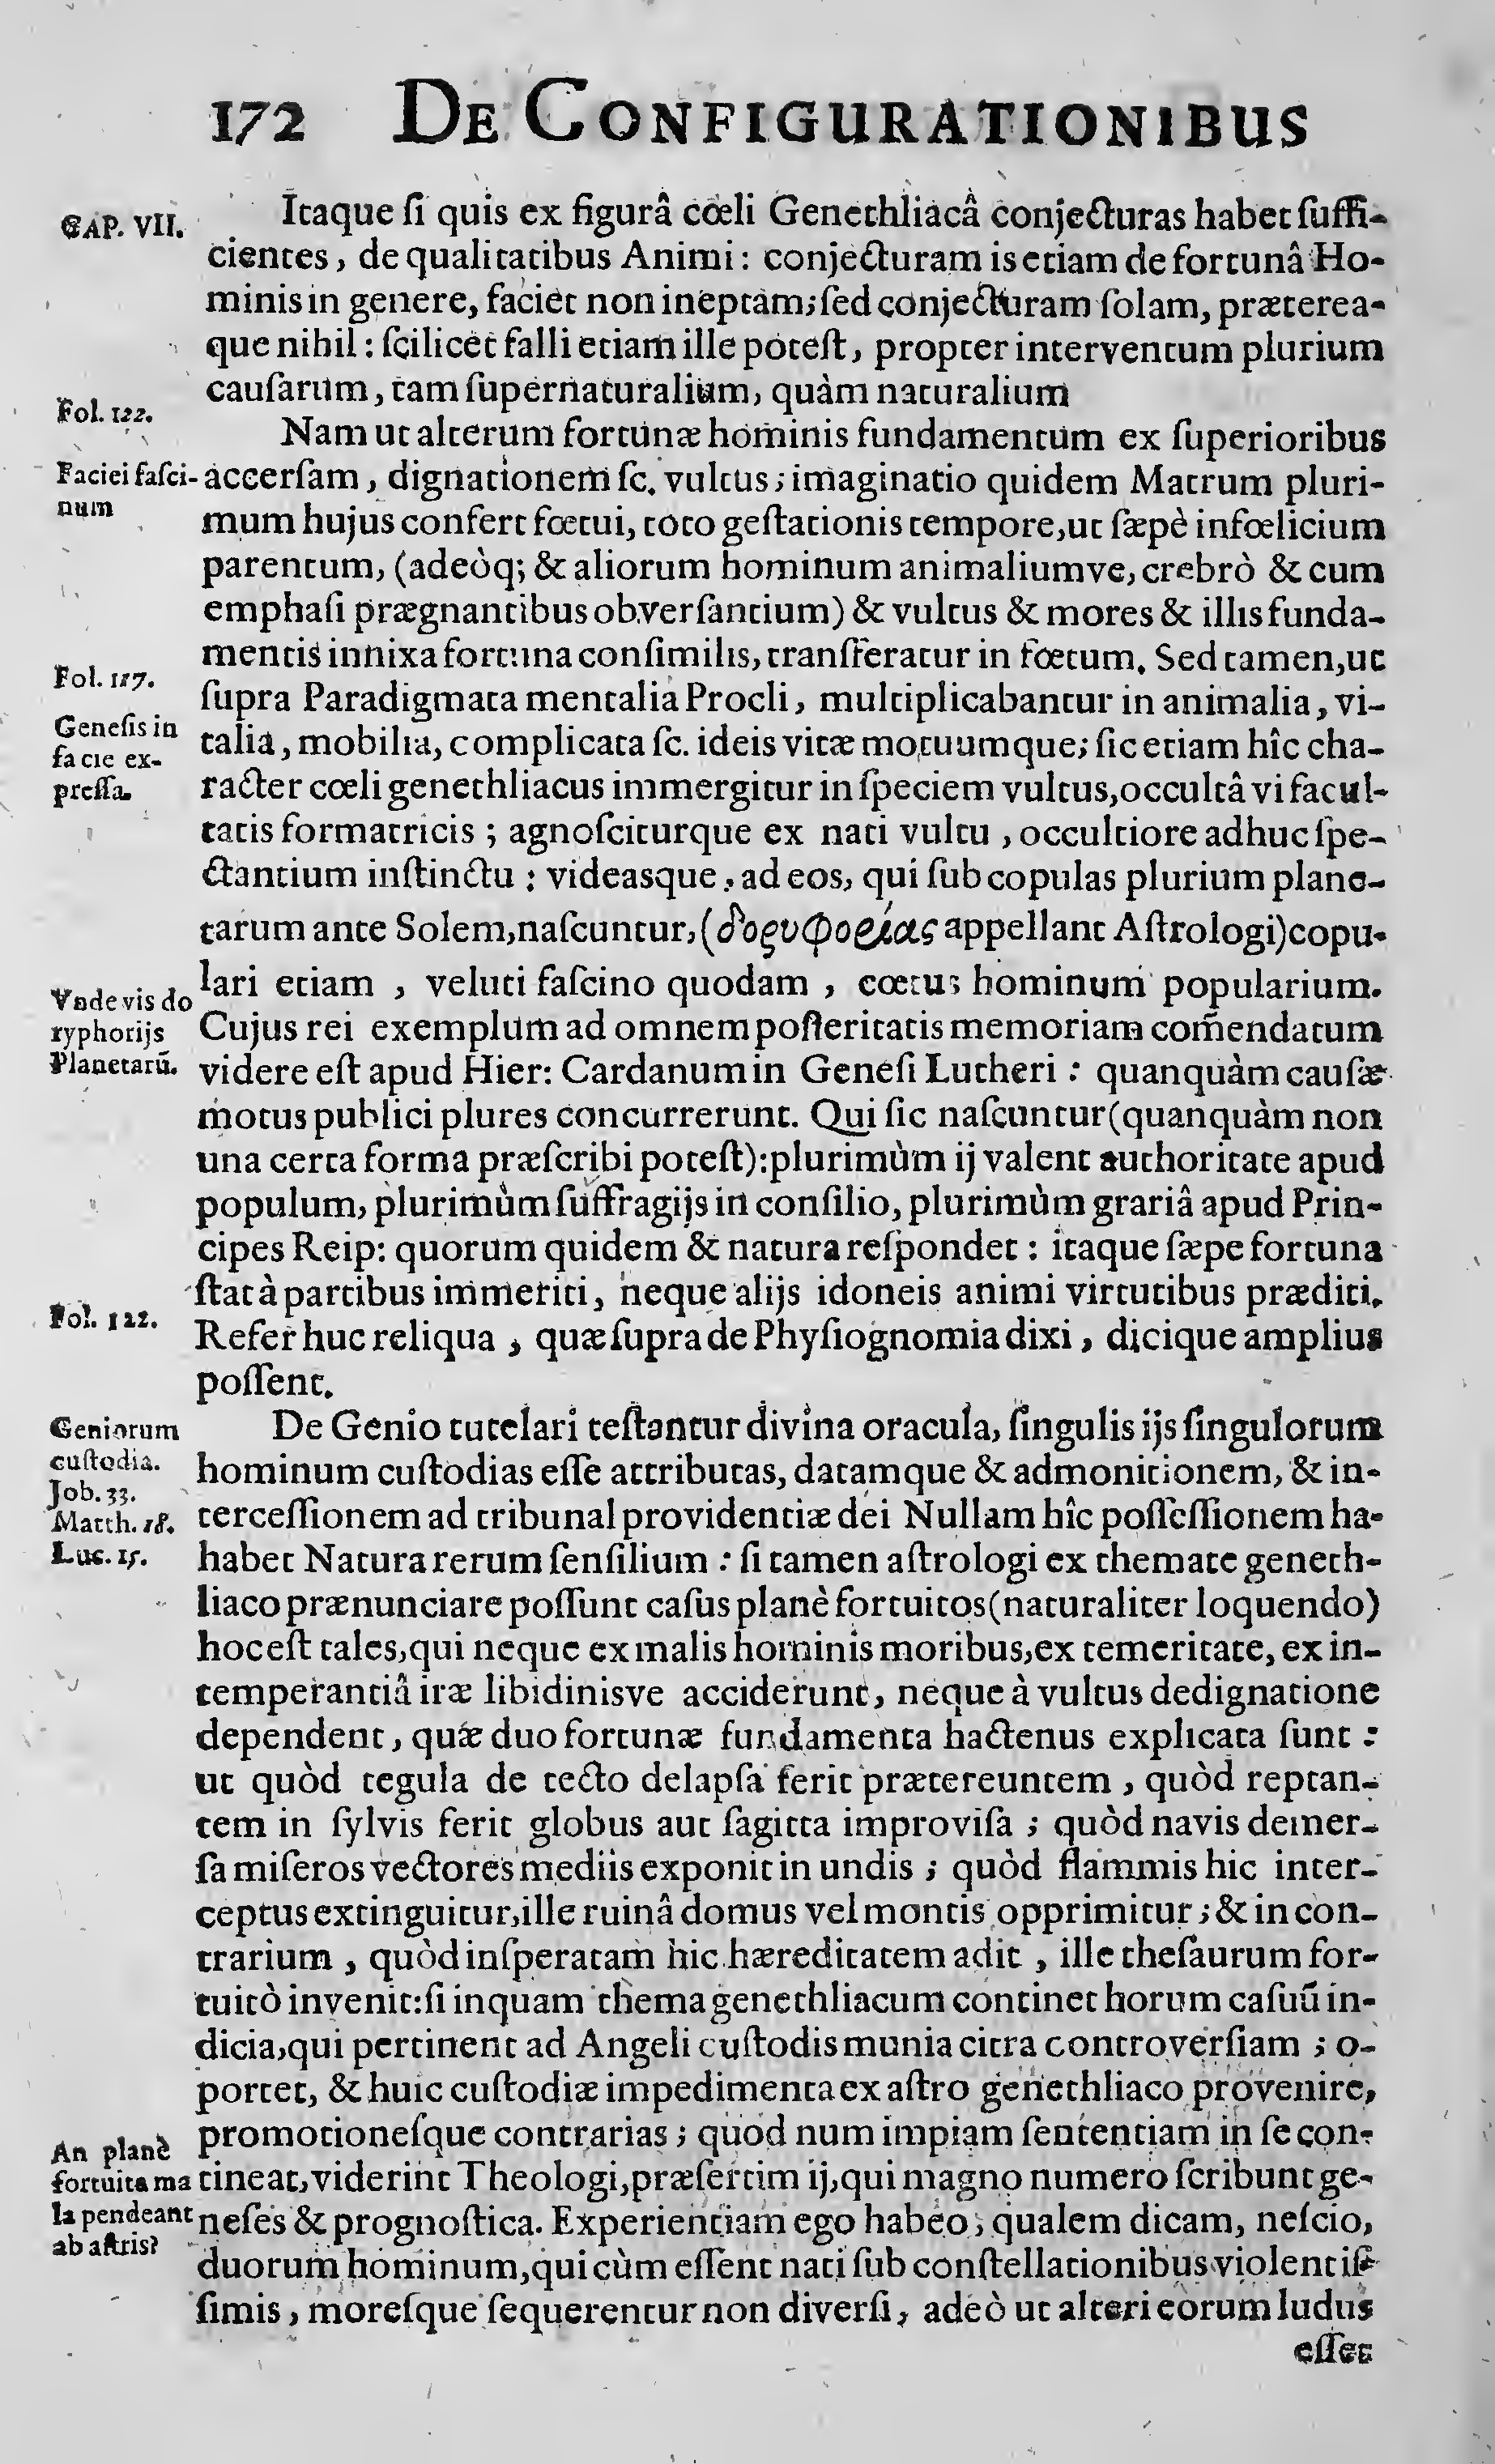 172 DE CONFIGURATIONIBUS
CAP. VII.
Itaque ſi quis ex figurâ cœli Genethliacâ conjecturas habet ſuffi-
cientes, de qualitatibus Animi: conjecturam is etiam de fortunâ Ho-
minis in genere, faciet non ineptam; ſed conjecturam ſolam, præterea-
que nihil: ſcilicet falli etiam ille poteſt, propter interventum plurium
cauſarum, tam ſupernaturalium, quàm naturalium
Fol. 122.
Nam ut alterum fortunæ hominis fundamentum ex ſuperioribus
Faciei faſci-
num
accerſam, dignationem ſc. vultus; imaginatio quidem Matrum pluri-
mum hujus confert fœtui, toto geſtationis tempore, ut ſæpè infœlicium
parentum, (adeòq; & aliorum hominum animaliumve, crebrò & cum
emphaſi prægnantibus obverſantium) & vultus & mores & illis funda-
mentis innixa fortuna conſimilis, tranſferatur in fœtum. Sed tamen, ut
Fol. 117.
Geneſis in
facie ex-
preſſa.
ſupra Paradigmata mentalia Procli, multiplicabantur in animalia, vi-
talia, mobilia, complicata ſc. ideis vitæ motuumque; ſic etiam hîc cha-
racter cœli genethliacus immergitur in ſpeciem vultus, occultâ vi facul-
tatis formatricis; agnoſciturque ex nati vultu, occultiore adhuc ſpe-
ctantium inſtinctu: videasque, ad eos, qui ſub copulas plurium plane-
tarum ante Solem, naſcuntur, (δορυφορείας appellant Aſtrologi) copu-
lari etiam, veluti faſcino quodam, cœtus hominum popularium.
Vnde vis do
ryphorijs
Planetarũ.
Cujus rei exemplum ad omnem poſteritatis memoriam com̃endatum
videre eſt apud Hier: Cardanum in Geneſi Lutheri: quanquàm cauſæ
motus publici plures concurrerunt. Qui ſic naſcuntur (quanquàm non
una certa forma præſcribi poteſt): plurimùm ij valent authoritate apud
populum, plurimùm ſuffragijs in conſilio, plurimùm grariâ apud Prin-
cipes Reip: quorum quidem & natura reſpondet: itaque ſæpe fortuna
ſtat à partibus immeriti, neque alijs idoneis animi virtutibus præditi.
Fol. 122.
Refer huc reliqua, quæ ſupra de Phyſiognomia dixi, dicique amplius
poſſent.
Geniorum
cuſtodia.
Job. 33.
Matth. 18.
Luc. 15.
De Genio tutelari teſtantur divina oracula, ſingulis ijs ſingulorum
hominum cuſtodias eſſe attributas, datamque & admonitionem, & in-
terceſſionem ad tribunal providentiæ dei Nullam hîc poſſeſſionem ha-
habet Natura rerum ſenſilium: ſi tamen aſtrologi ex themate geneth-
liaco prænunciare poſſunt caſus planè fortuitos (naturaliter loquendo)
hoc eſt tales, qui neque ex malis hominis moribus, ex temeritate, ex in-
temperantiâ iræ libidinisve acciderunt, neque à vultus dedignatione
dependent, quæ duo fortunæ fundamenta hactenus explicata ſunt:
ut quòd tegula de tecto delapſa ferit prætereuntem, quòd reptan-
tem in ſylvis ferit globus aut ſagitta improviſa; quòd navis demer-
ſa miſeros vectores mediis exponit in undis; quòd flammis hic inter-
ceptus extinguitur, ille ruinâ domus vel montis opprimitur; & in con-
trarium, quòd inſperatam hic hæreditatem adit, ille theſaurum for-
tuitò invenit: ſi inquam thema genethliacum continet horum caſuũ in-
dicia, qui pertinent ad Angeli cuſtodis munia citra controverſiam; o-
portet, & huic cuſtodiæ impedimenta ex aſtro genethliaco provenire,
promotioneſque contrarias; quod num impiam ſententiam in ſe con-
An planè
fortuita ma
la pendeant
ab aſtris?
tineat, viderint Theologi, præſertim ij, qui magno numero ſcribunt ge-
neſes & prognoſtica. Experientiam ego habeo, qualem dicam, neſcio,
duorum hominum, qui cùm eſſent nati ſub conſtellationibus violentiſ-
ſimis, moreſque ſequerentur non diverſi, adeò ut alteri eorum ludus
eſſet